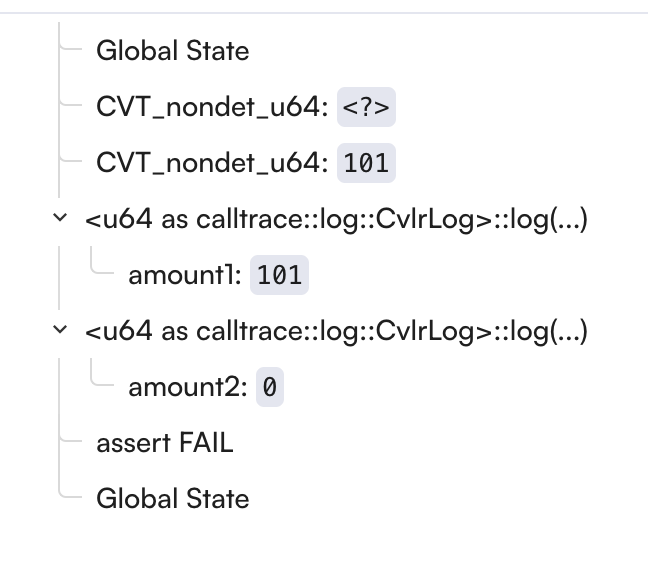 Global State
CVT_nondet_u64: <?>
CVT_nondet_u64: 101
<u64 as calltrace::log::CvlrLog>::log(...)
amount1: 101
<u64 as calltrace::log::CvlrLog>::log(...)
amount2: 0
assert FAIL
Global State